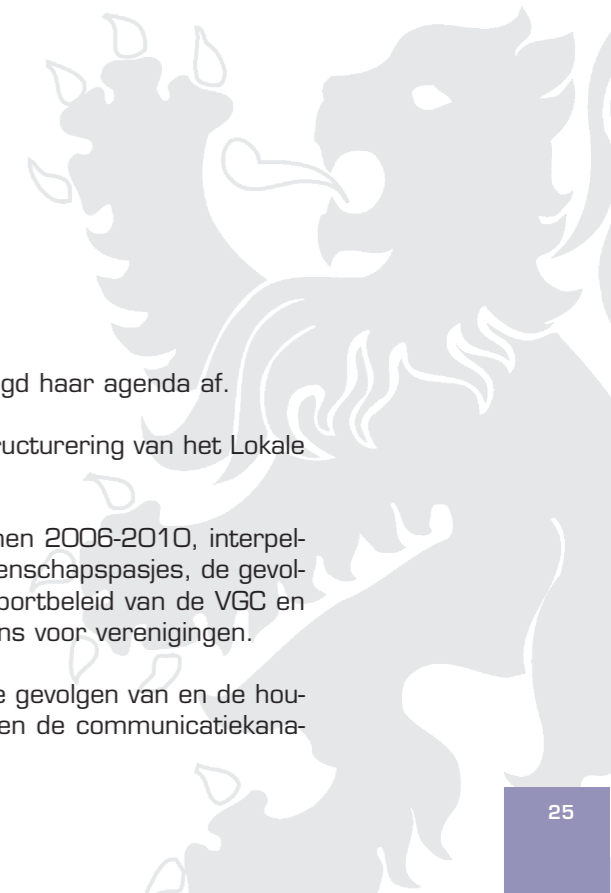 gd haar agenda af.
ructurering van het Lokale
nen 2006-2010, interpel-
enschapspasjes, de gevol-
portbeleid van de VGC en
ns voor verenigingen.
e gevolgen van en de hou-
en de communicatiekana-
25